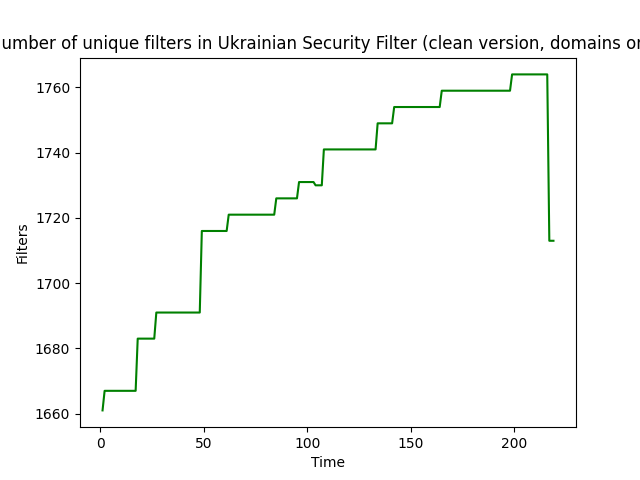 umber of unique filters in Ukrainian Security Filter (clean version, domains or
1760
1740
1720
1700
1680
1660
Filters
0 50 100 150 200
Time